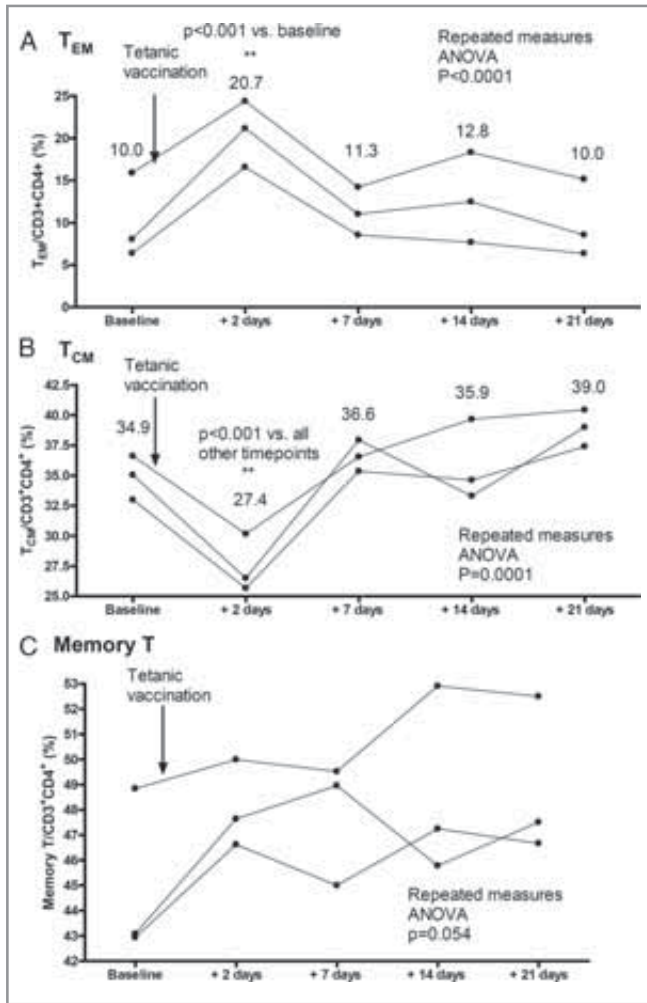 A
T_EM
p<0.001 vs. baseline
**
Tetanic
vaccination
Repeated measures
ANOVA
P<0.0001
10.0
20.7
11.3
12.8
10.0
T_EM/CD3+CD4+ (%)
25
20
15
10
5
0
Baseline
+ 2 days
+ 7 days
+ 14 days
+ 21 days
B
T_CM
Tetanic
vaccination
p<0.001 vs. all
other timepoints
**
34.9
27.4
36.6
35.9
39.0
T_CM/CD3⁺CD4⁺ (%)
42.5
40.0
37.5
35.0
32.5
30.0
27.5
25.0
Repeated measures
ANOVA
P=0.0001
Baseline
+ 2 days
+ 7 days
+ 14 days
+ 21 days
C Memory T
Tetanic
vaccination
Memory T/CD3⁺CD4⁺ (%)
53
52
51
50
49
48
47
46
45
44
43
42
Repeated measures
ANOVA
p=0.054
Baseline
+ 2 days
+ 7 days
+ 14 days
+ 21 days